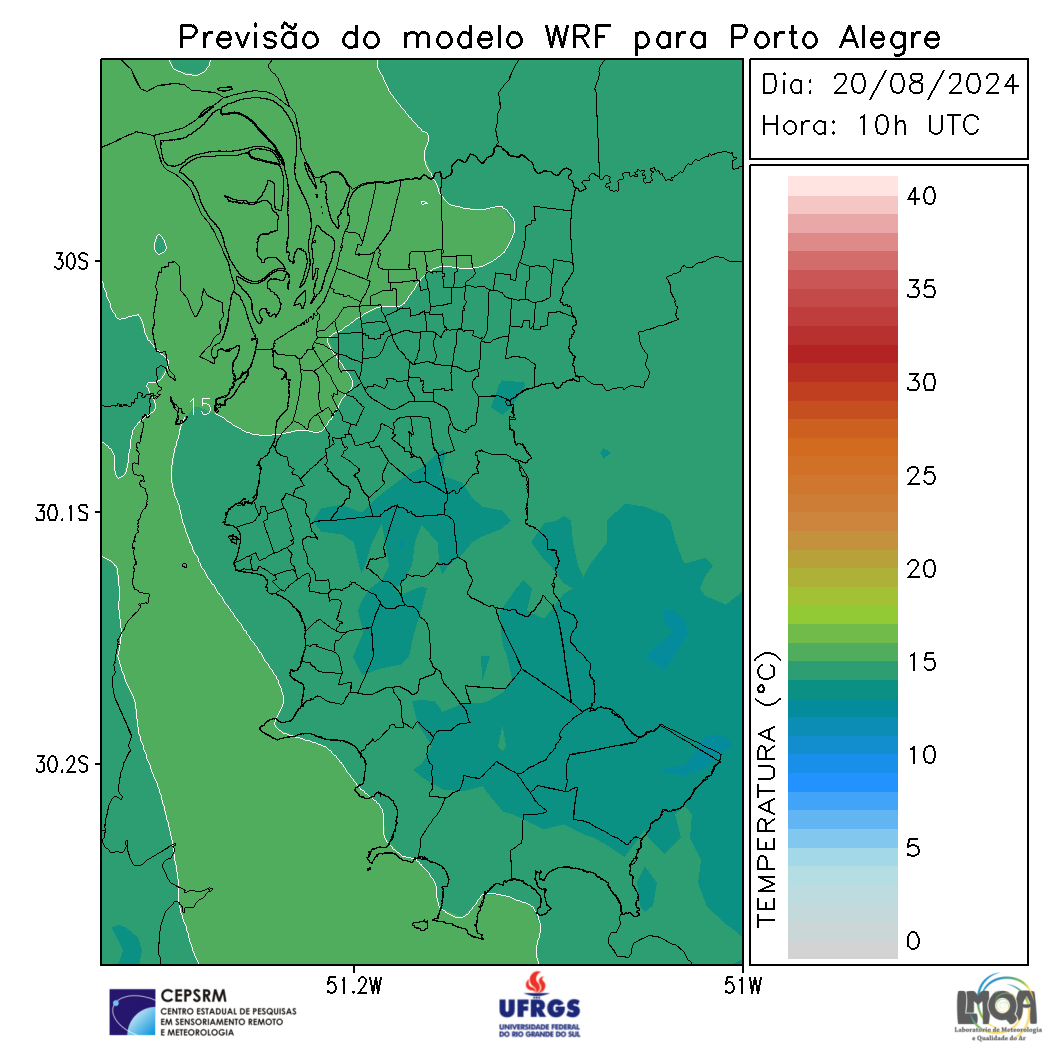 Previsão do modelo WRF para Porto Alegre
Dia: 20/08/2024
Hora: 10h UTC
30S
30.1S
30.2S
15
51.2W
51W
TEMPERATURA (°C)
40
35
30
25
20
15
10
5
0
CEPSRM
CENTRO ESTADUAL DE PESQUISAS
EM SENSORIAMENTO REMOTO
E METEOROLOGIA
UFRGS
UNIVERSIDADE FEDERAL
DO RIO GRANDE DO SUL
LMQA
Laboratório de Meteorologia
e Qualidade do Ar